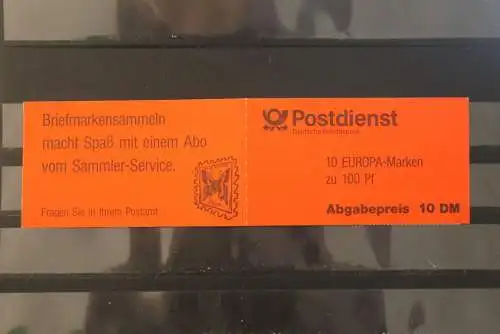 Briefmarkensammeln
macht Spaß mit einem Abo
vom Sammler-Service.
Fragen Sie in Ihrem Postamt
Postdienst
Deutsche Bundespost
10 EUROPA-Marken
zu 100 Pf
Abgabepreis 10 DM